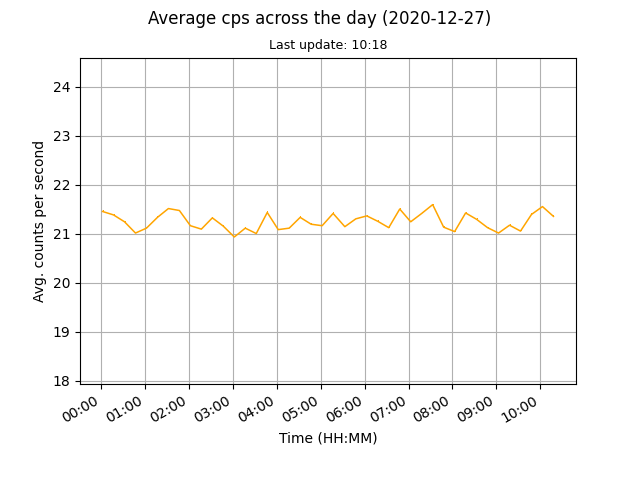 Average cps across the day (2020-12-27)
Last update: 10:18
24
23
22
21
20
19
18
Avg. counts per second
00:00 01:00 02:00 03:00 04:00 05:00 06:00 07:00 08:00 09:00 10:00
Time (HH:MM)